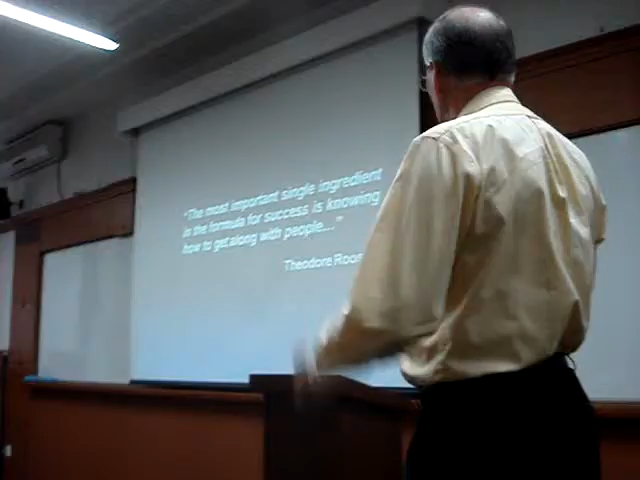 "The most important single ingredient
in the formula for success is knowing
how to get along with people..."
Theodore Roo